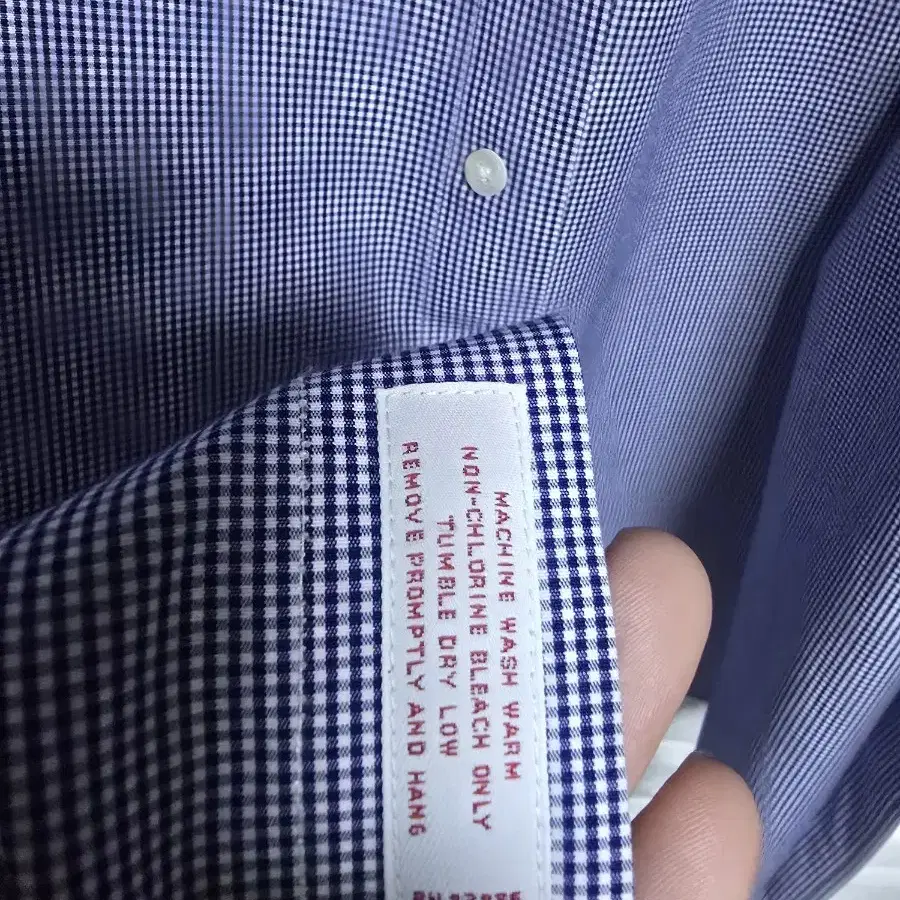 MACHINE WASH WARM
NON-CHLORINE BLEACH ONLY
TUMBLE DRY LOW
REMOVE PROMPTLY AND HANG